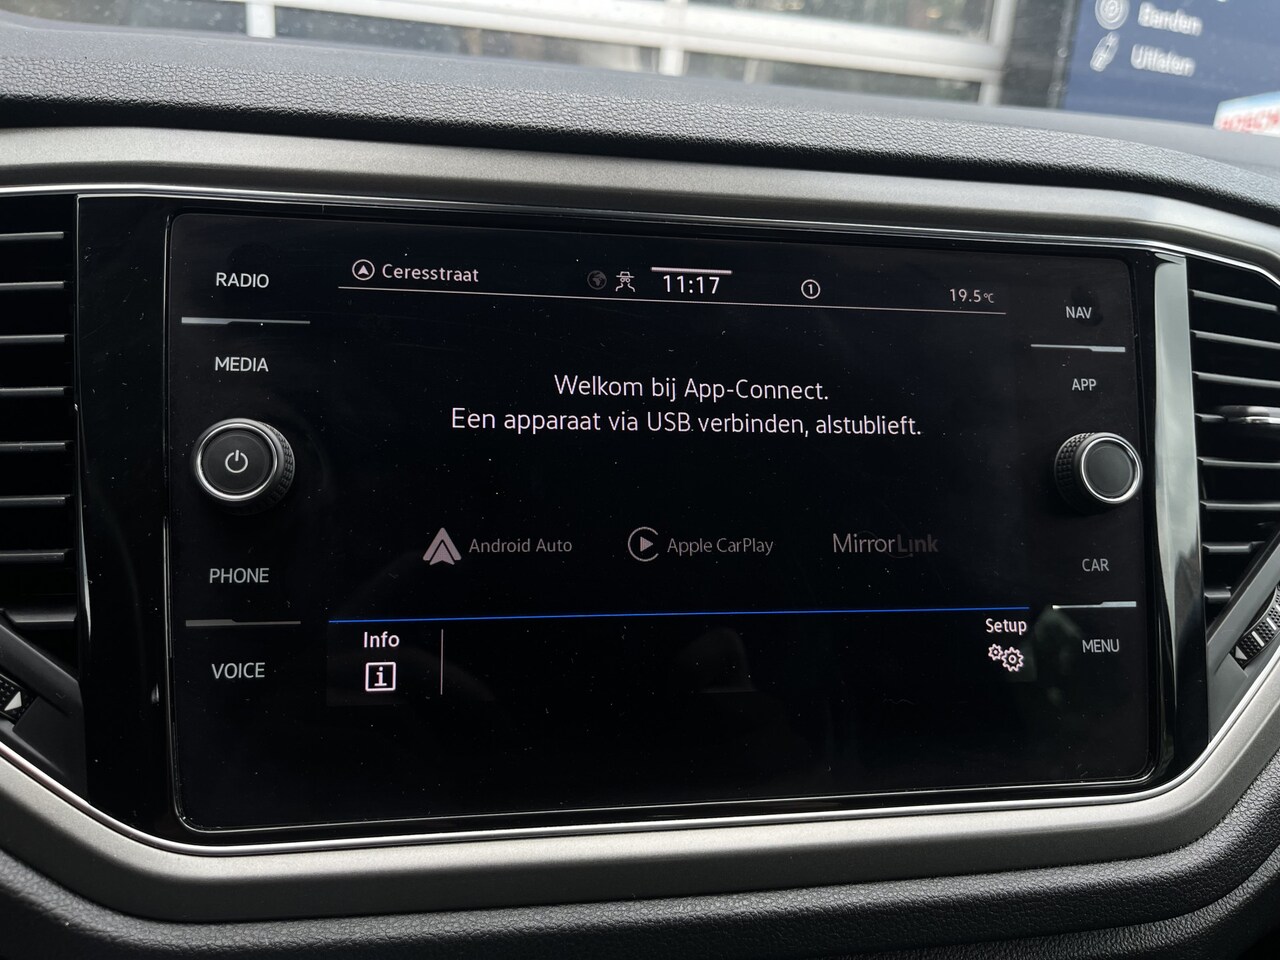 Banden
Uitlaten
RADIO
MEDIA
PHONE
VOICE
Ceresstraat
11:17
1
19.5°C
Welkom bij App-Connect.
Een apparaat via USB verbinden, alstublieft.
Android Auto
Apple CarPlay
MirrorLink
Info
i
Setup
NAV
APP
CAR
MENU